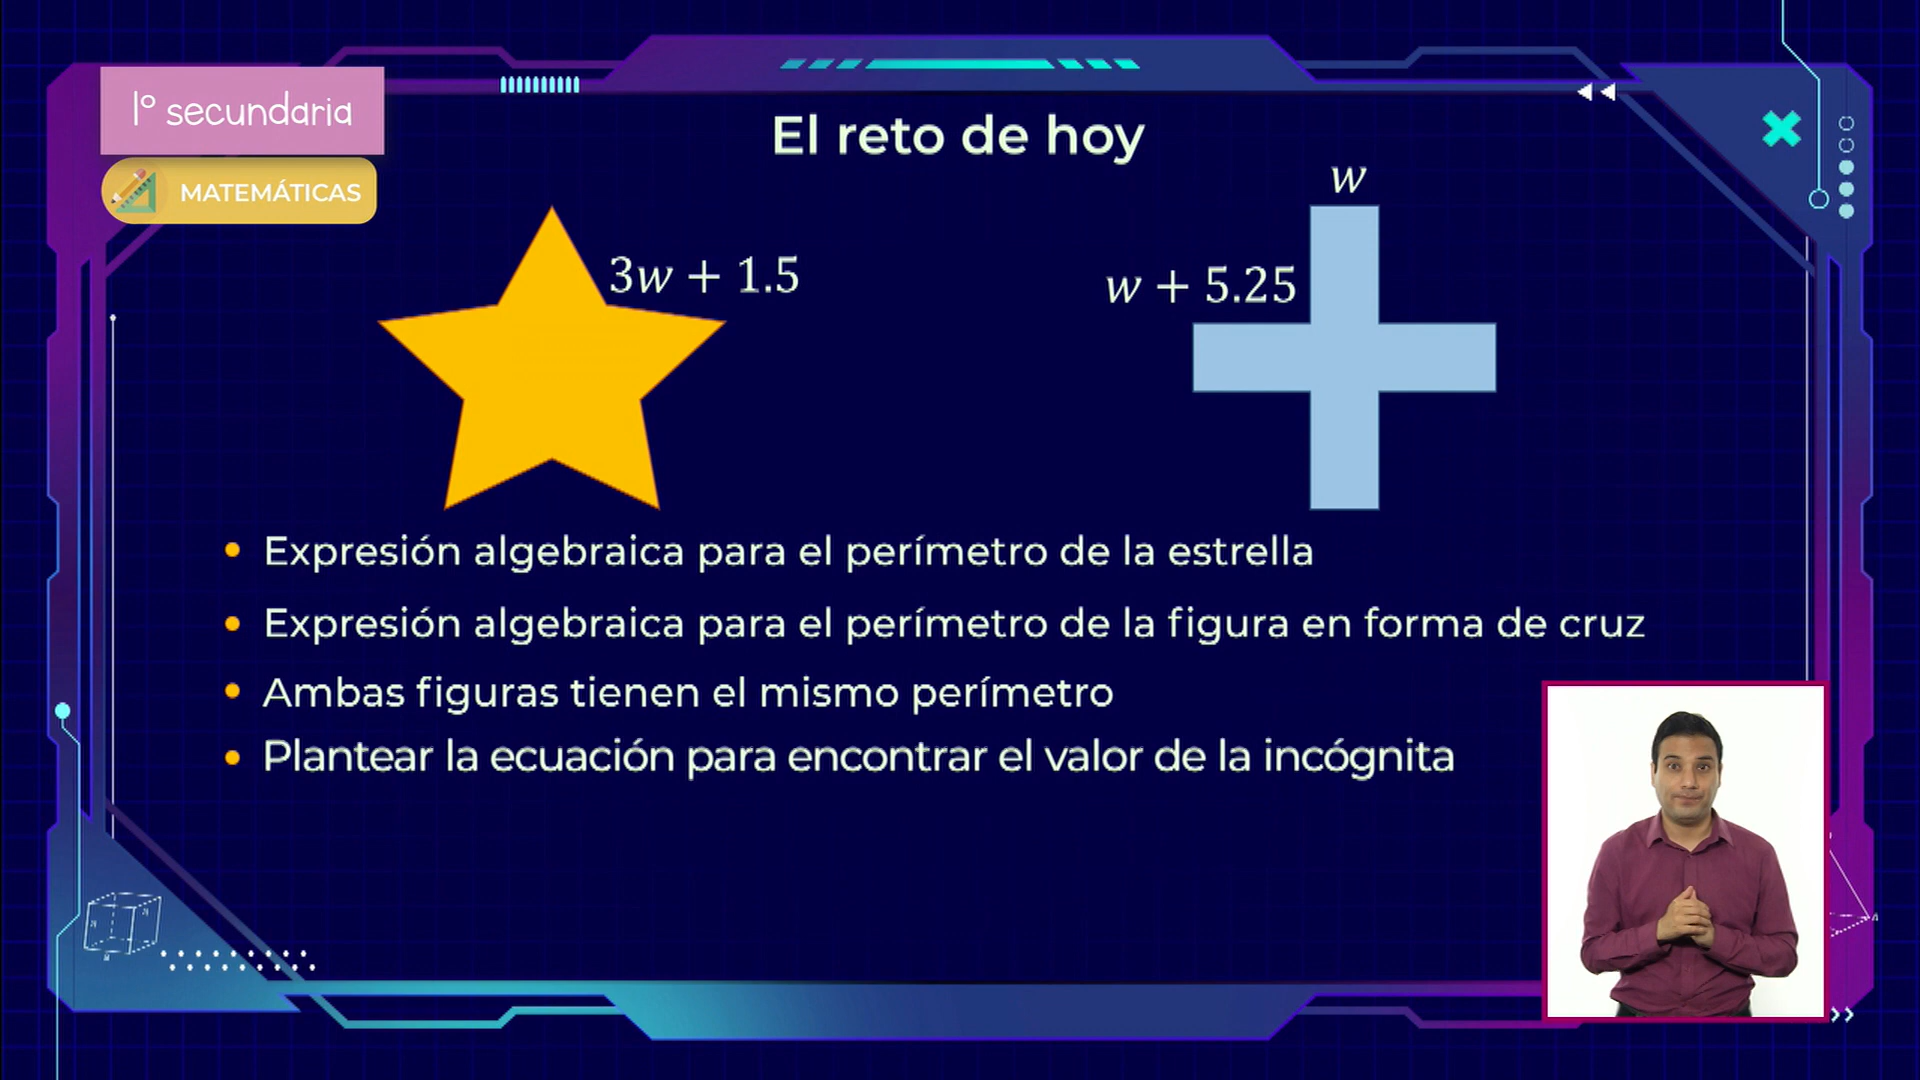 1° secundaria
MATEMÁTICAS
El reto de hoy
3w + 1.5
w
w + 5.25
• Expresión algebraica para el perímetro de la estrella
• Expresión algebraica para el perímetro de la figura en forma de cruz
• Ambas figuras tienen el mismo perímetro
• Plantear la ecuación para encontrar el valor de la incógnita